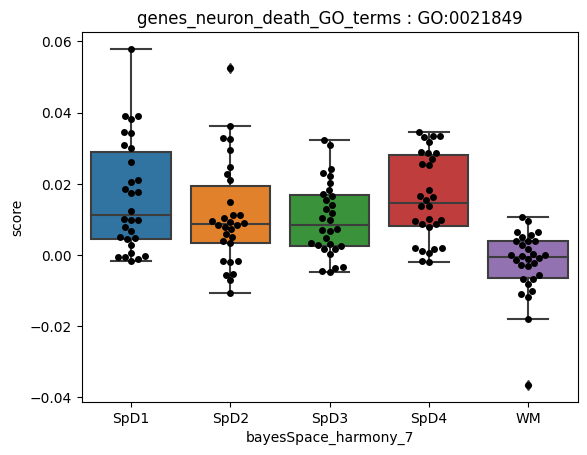 genes_neuron_death_GO_terms : GO:0021849
0.06
0.04
0.02
0.00
−0.02
−0.04
score
SpD1 SpD2 SpD3 SpD4 WM
bayesSpace_harmony_7